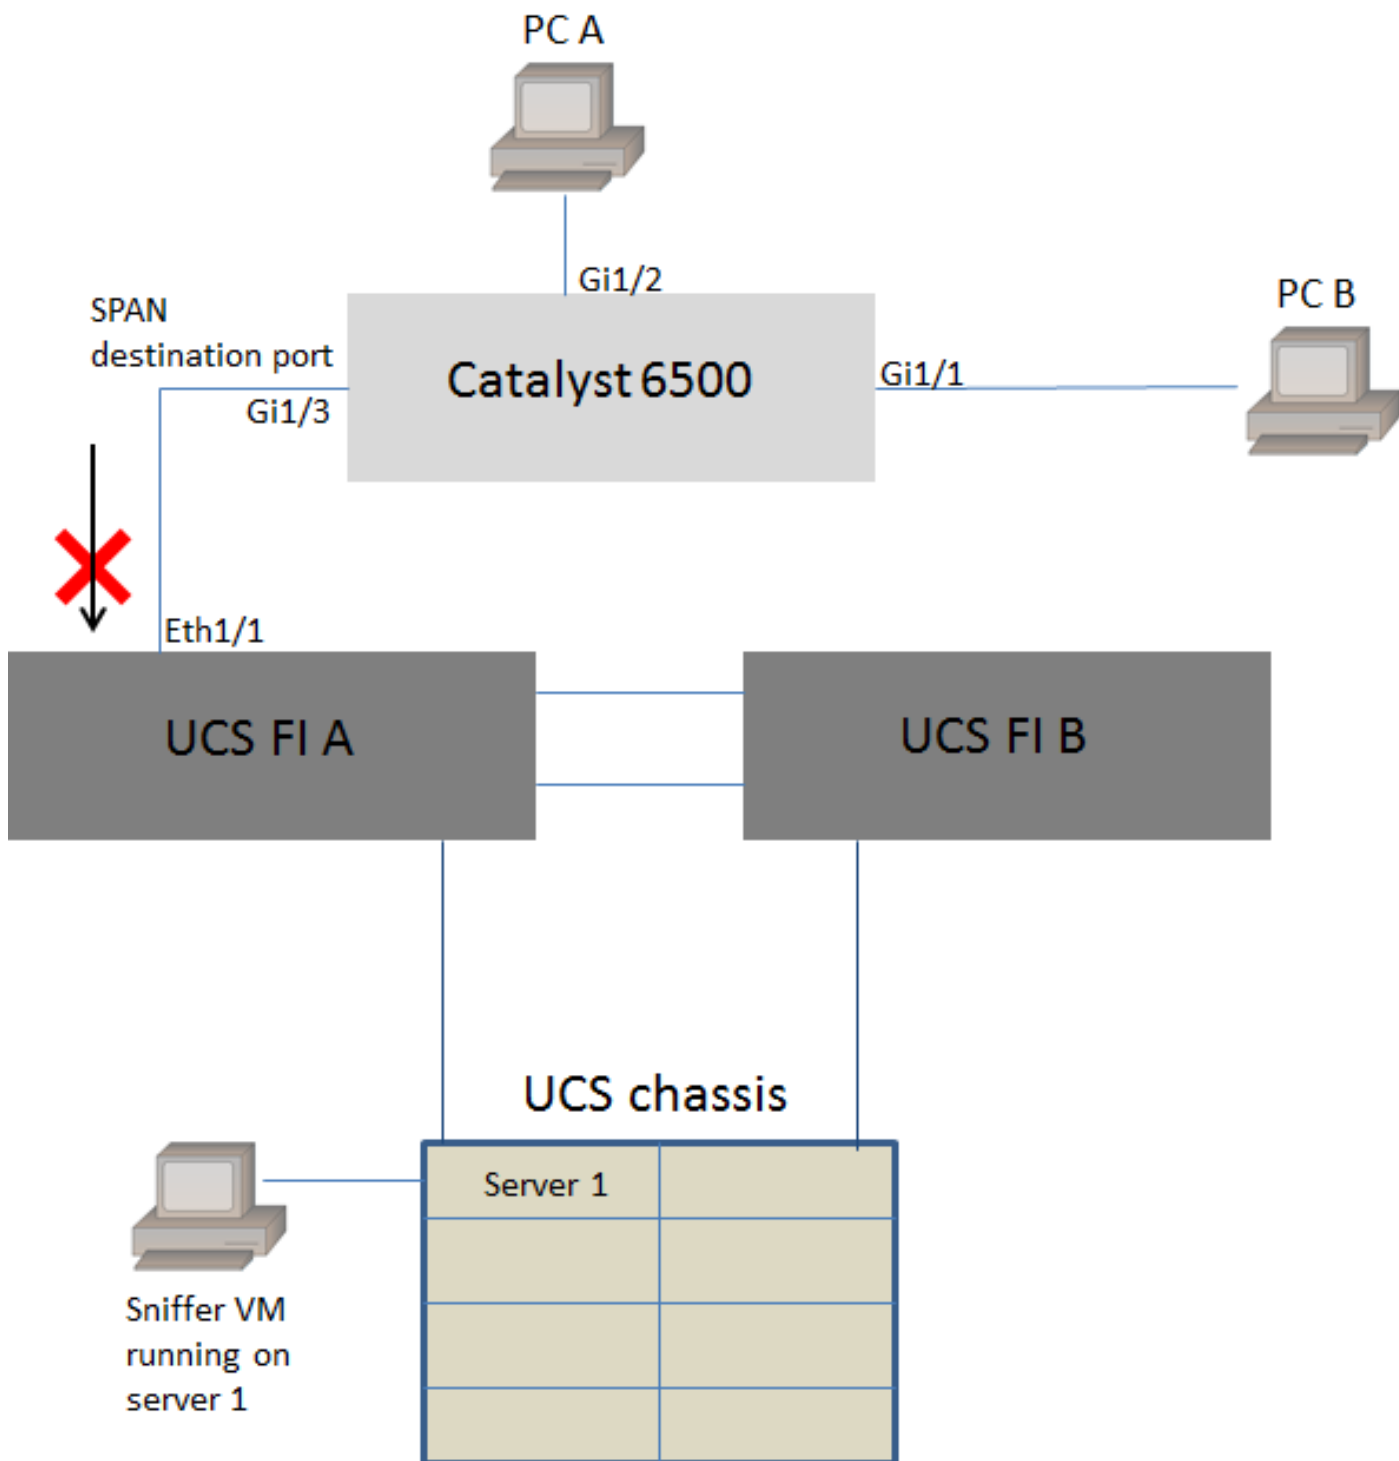 PC A
Gi1/2
SPAN
destination port
Gi1/3
Catalyst 6500
Gi1/1
PC B
Eth1/1
UCS FI A
UCS FI B
UCS chassis
Server 1
Sniffer VM
running on
server 1